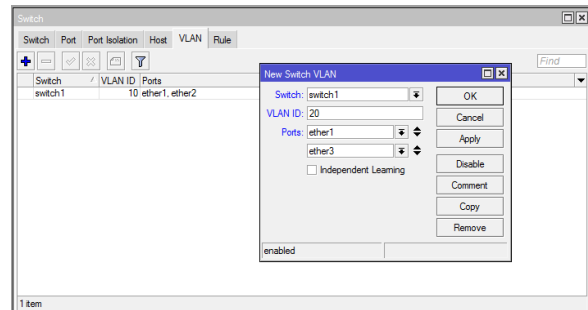 Switch
Switch Port Port Isolation Host VLAN Rule
Find
Switch / VLAN ID Ports
switch1 10 ether1, ether2
New Switch VLAN
Switch: switch1 OK
VLAN ID: 20 Cancel
Ports: ether1 Apply
ether3
Independent Learning Disable
Comment
Copy
Remove
enabled
1 item